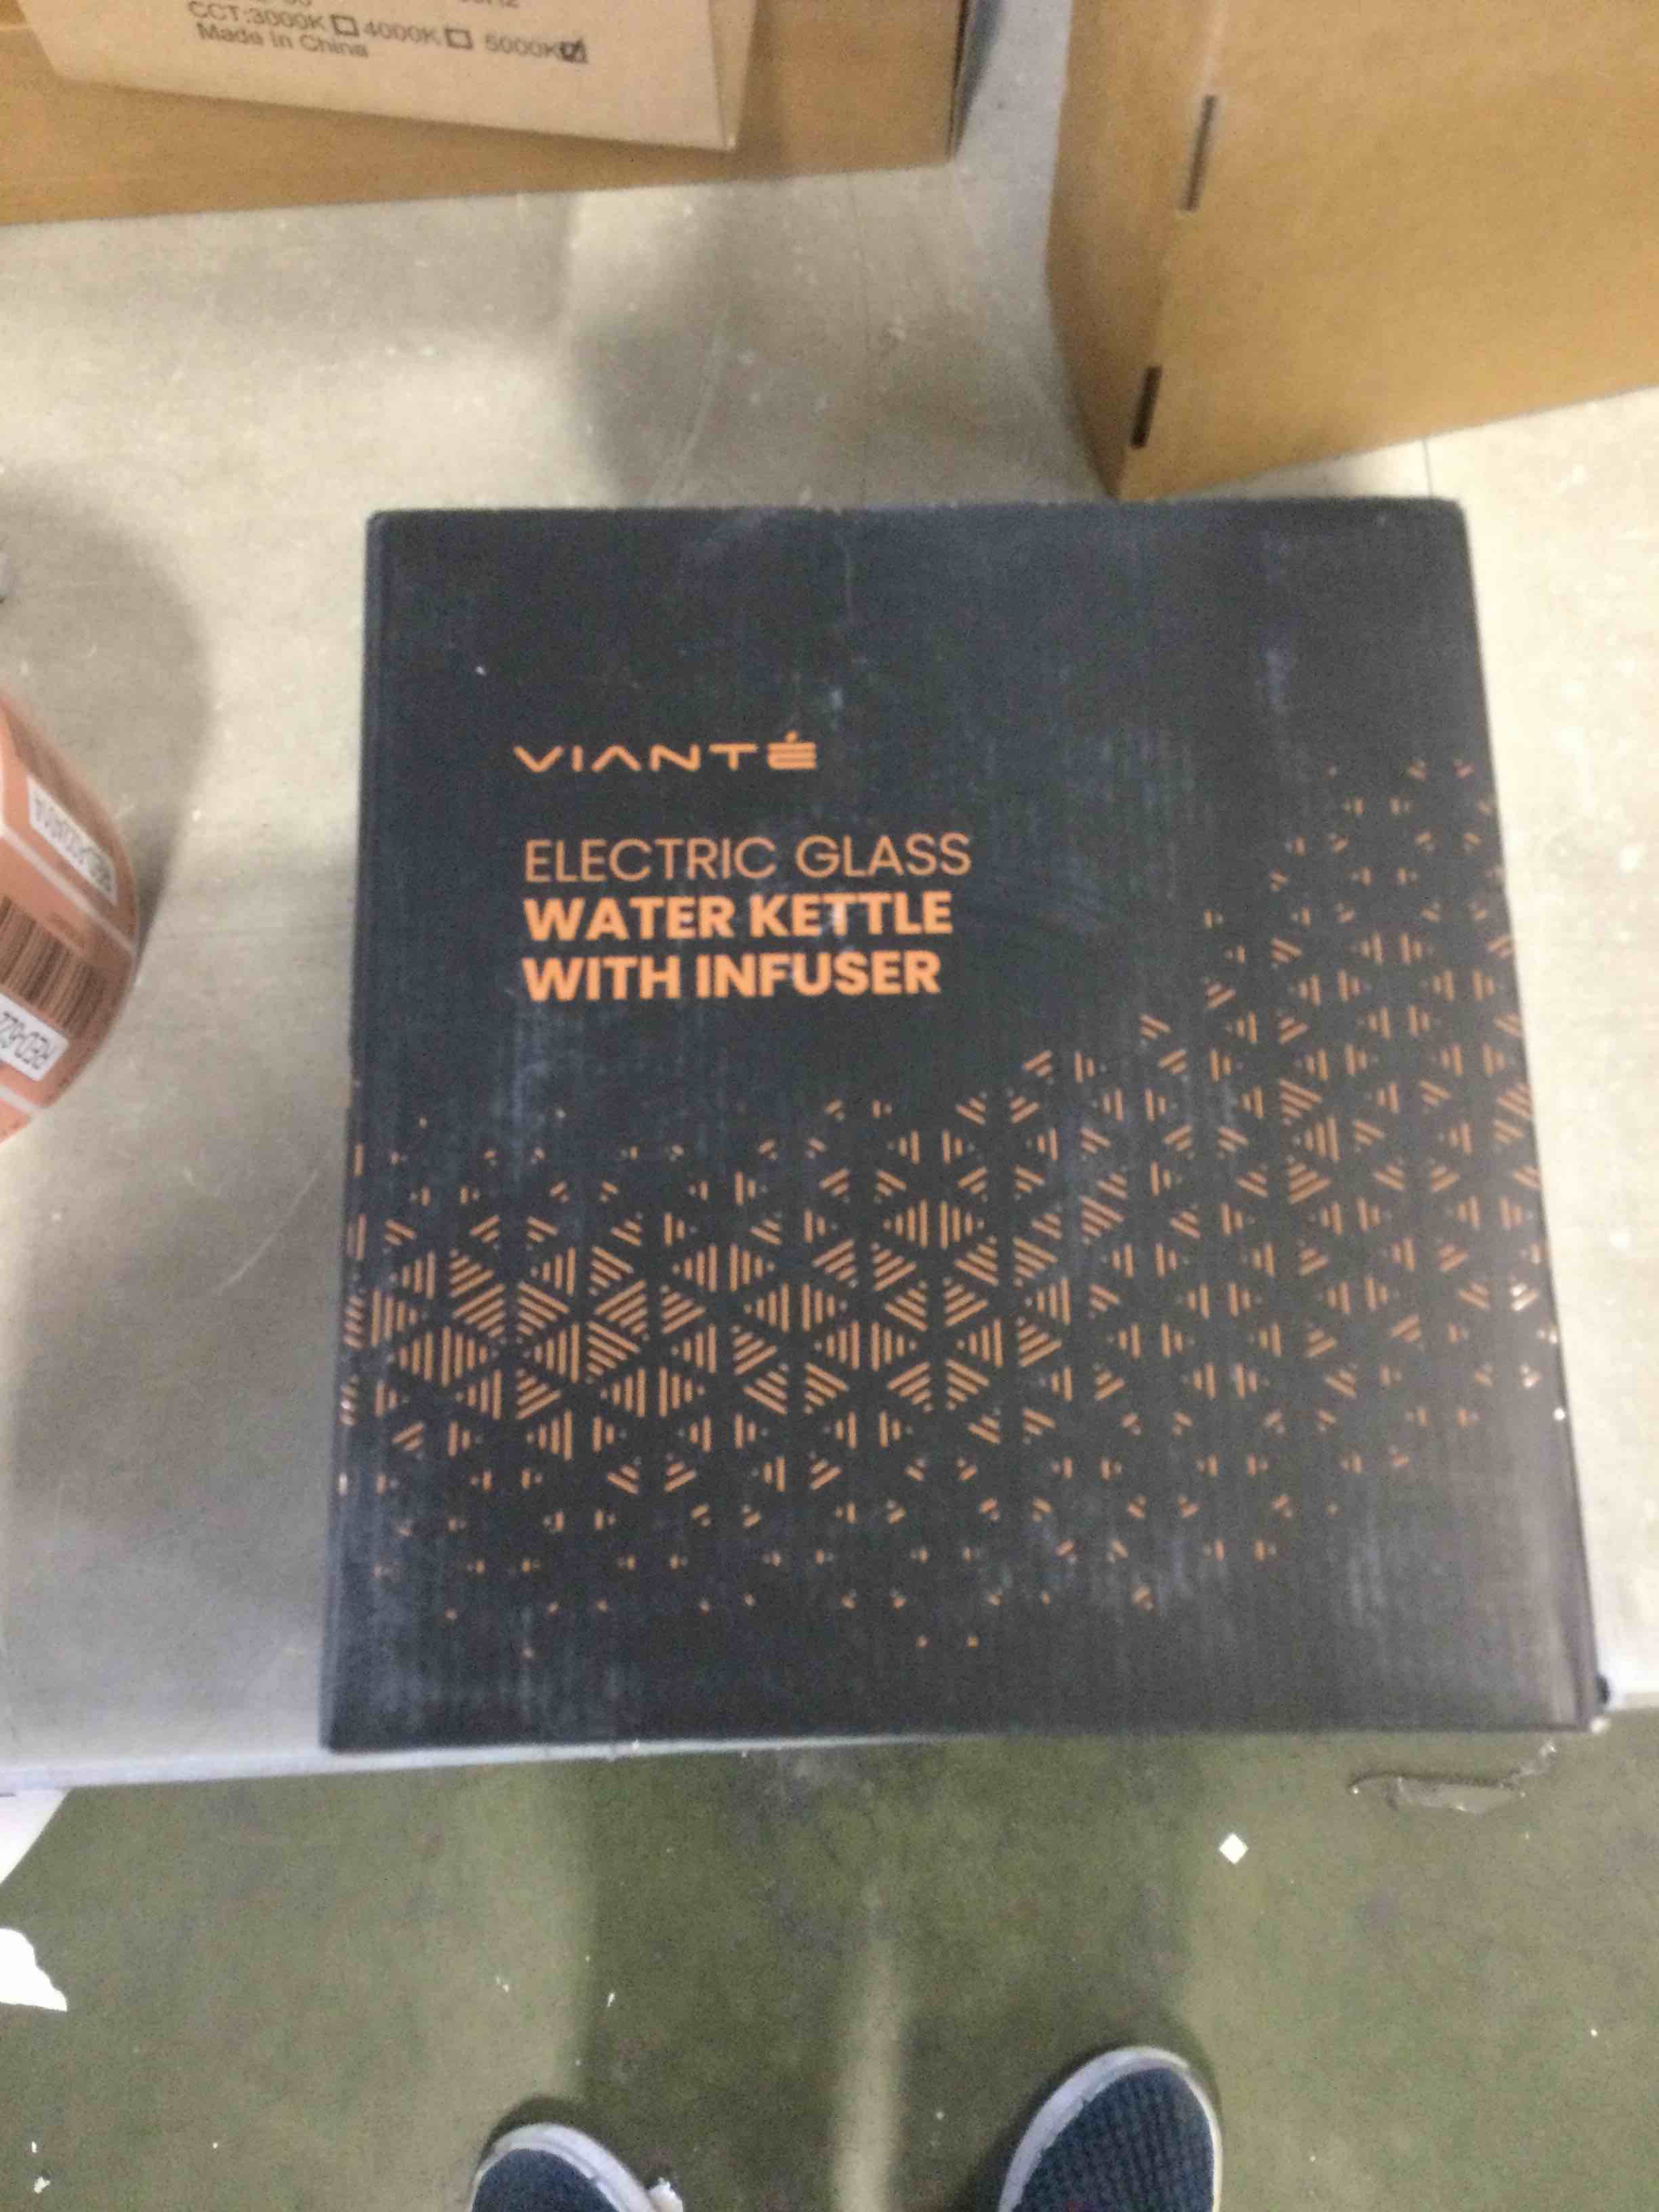 CCT:3000K 4000K 5000K
Made in China
VIANTÉ
ELECTRIC GLASS
WATER KETTLE
WITH INFUSER